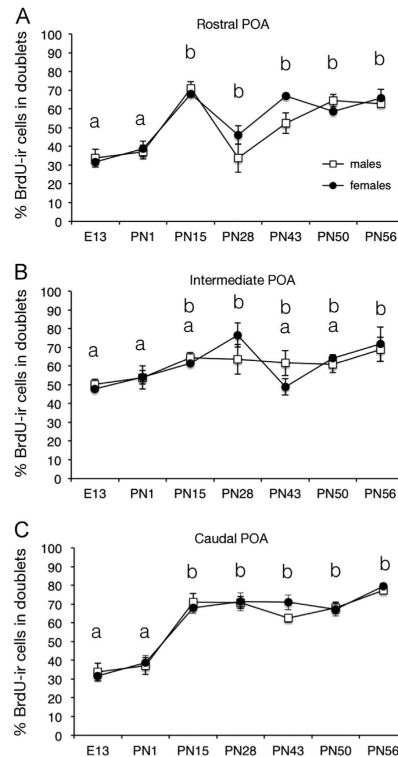 A
Rostral POA
% BrdU-ir cells in doublets
100
90
80
70
60
50
40
30
20
10
0
a a b b b b b
males
females
E13 PN1 PN15 PN28 PN43 PN50 PN56
B
Intermediate POA
% BrdU-ir cells in doublets
100
90
80
70
60
50
40
30
20
10
0
b b b b b
a a a a a
E13 PN1 PN15 PN28 PN43 PN50 PN56
C
Caudal POA
% BrdU-ir cells in doublets
100
90
80
70
60
50
40
30
20
10
0
a a b b b b b
E13 PN1 PN15 PN28 PN43 PN50 PN56